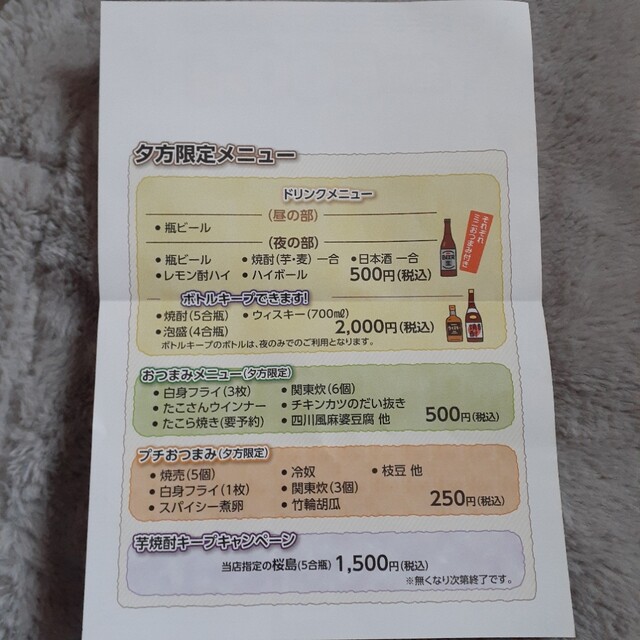 夕方限定メニュー
ドリンクメニュー
(昼の部)
•瓶ビール
(夜の部)
•瓶ビール •焼酎(芋・麦)一合 •日本酒 一合
•レモン酎ハイ •ハイボール 500円(税込)
それぞれ
ミニおつまみ付き
ボトルキープできます!
•焼酎(5合瓶) •ウィスキー(700㎖)
•泡盛(4合瓶) 2,000円(税込)
ボトルキープのボトルは、夜のみでのご利用となります。
おつまみメニュー(夕方限定)
•白身フライ(3枚) •関東炊(6個)
•たこさんウインナー •チキンカツのだい抜き
•たこら焼き(要予約) •四川風麻婆豆腐 他 500円(税込)
プチおつまみ(夕方限定)
•焼売(5個) •冷奴 •枝豆 他
•白身フライ(1枚) •関東炊(3個)
•スパイシー煮卵 •竹輪胡瓜 250円(税込)
芋焼酎キープキャンペーン
当店指定の桜島(5合瓶) 1,500円(税込)
※無くなり次第終了です。